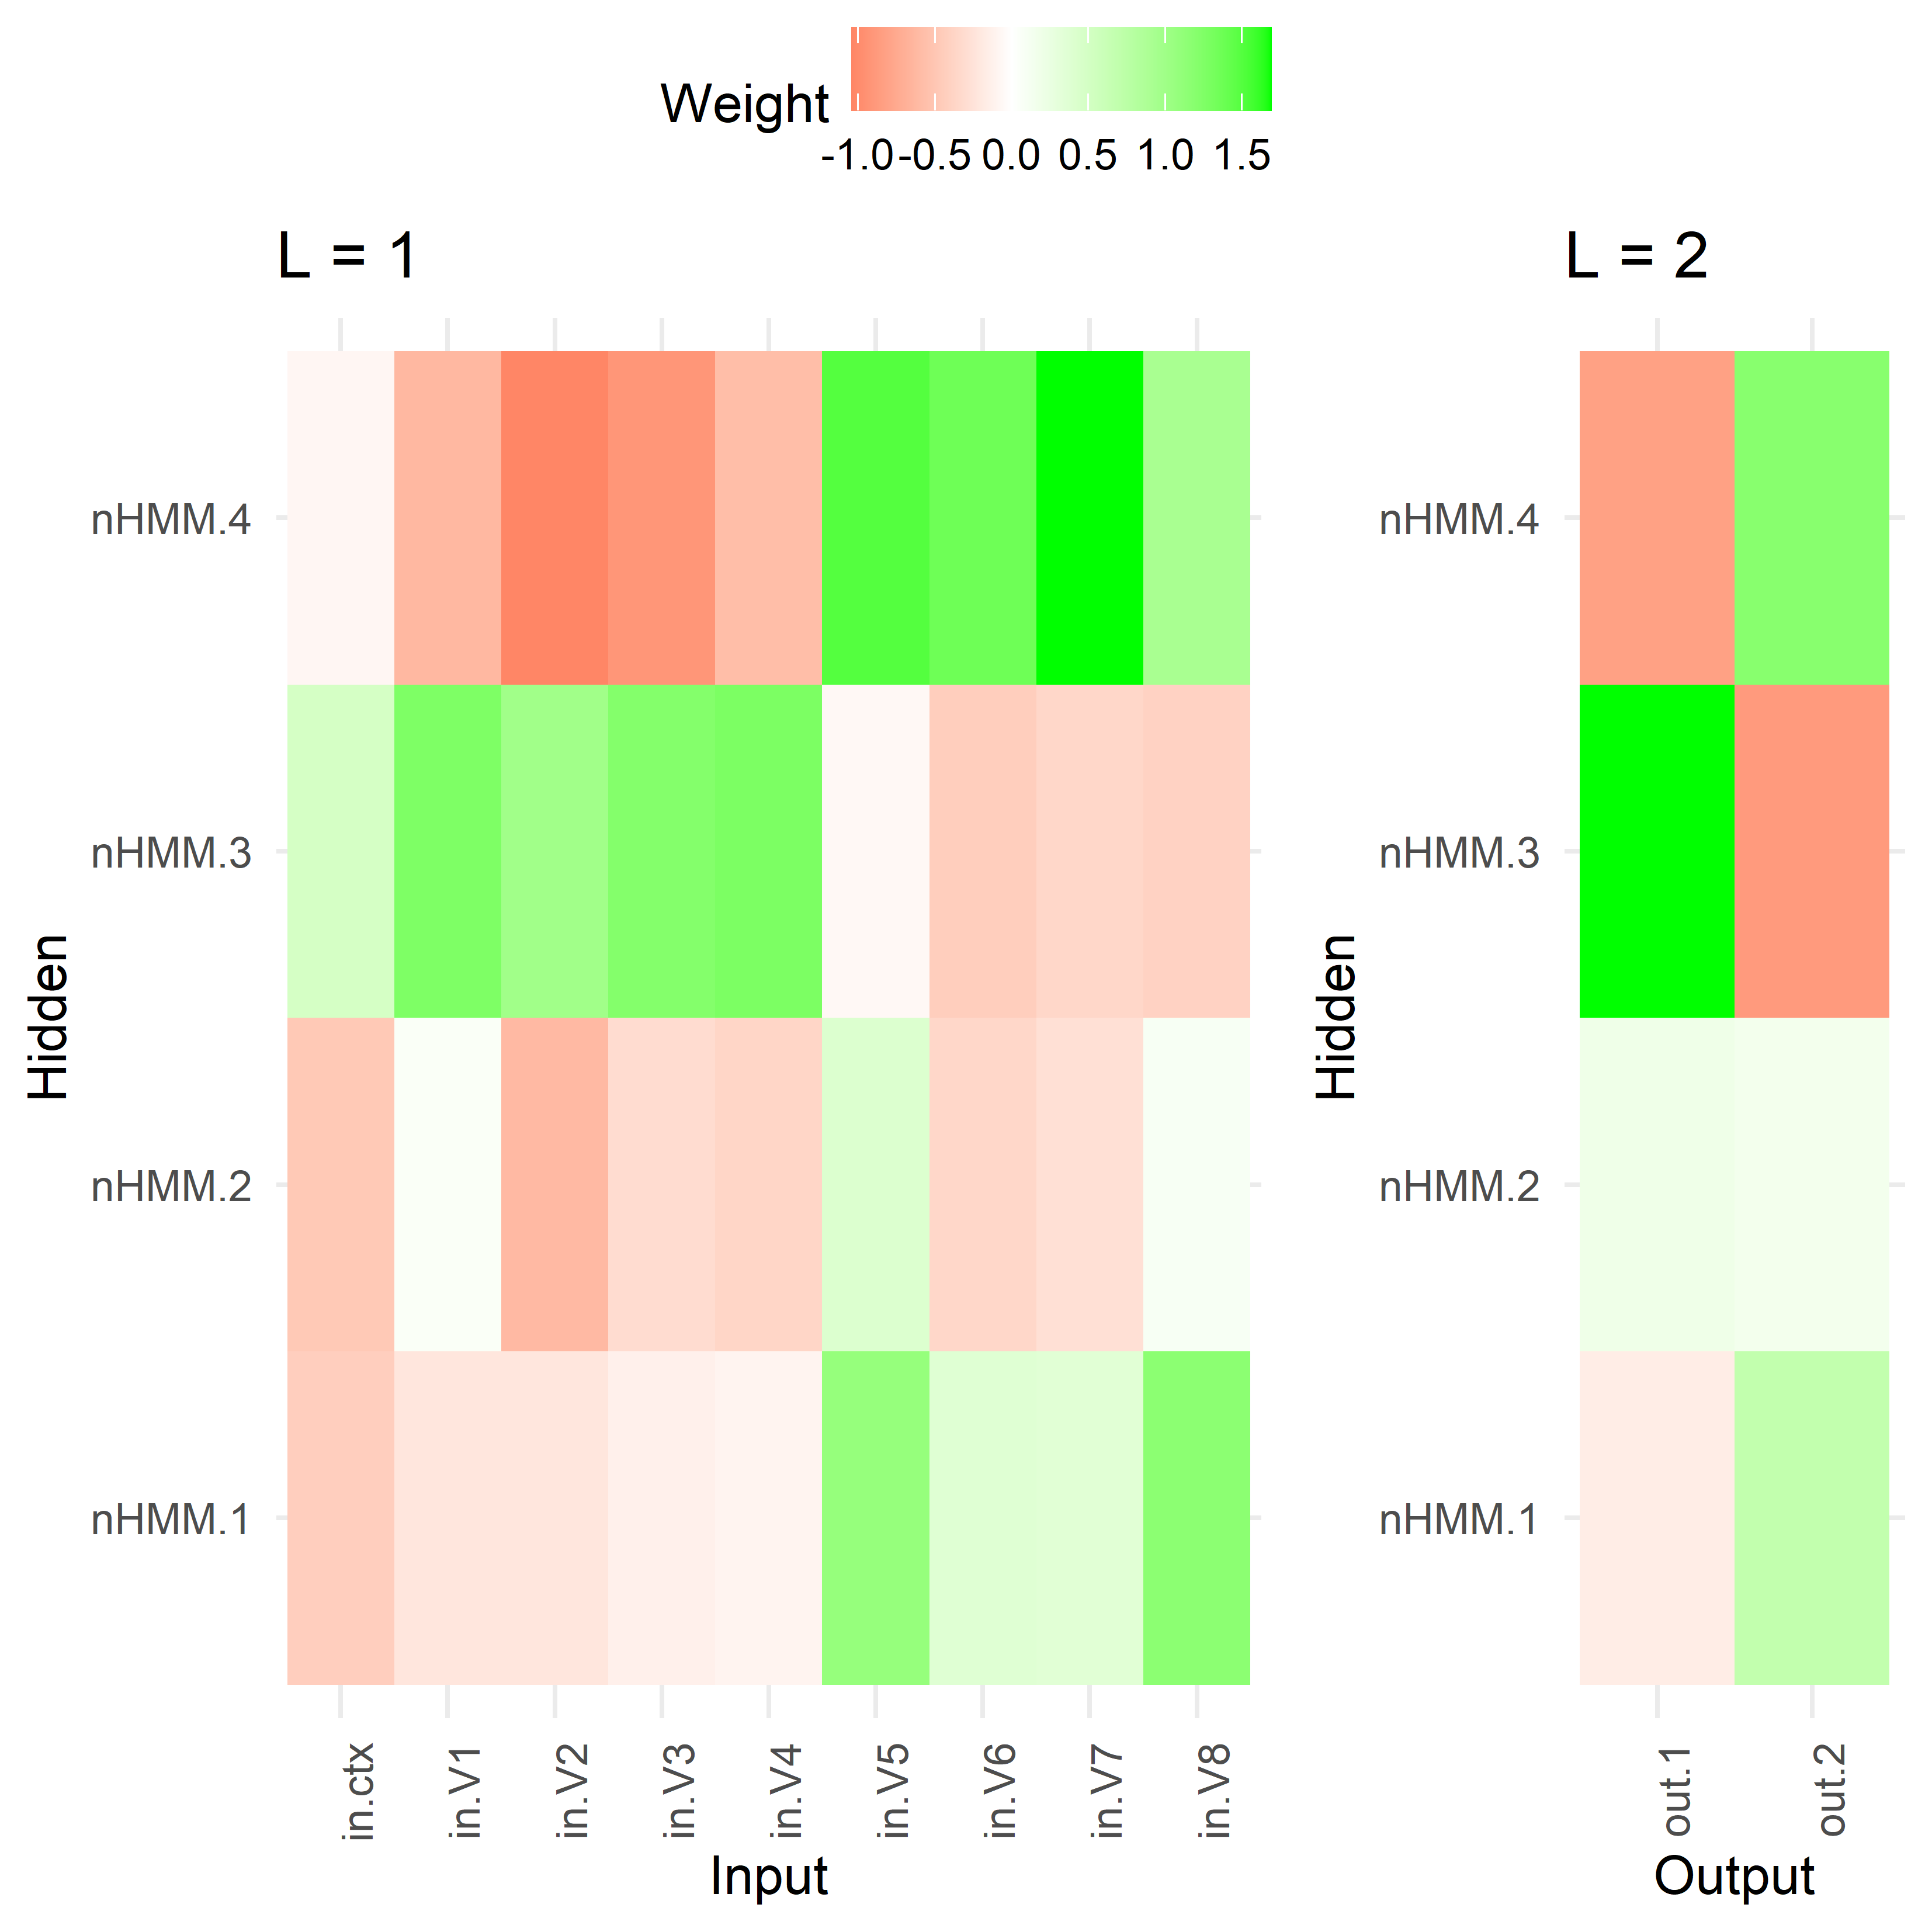 Weight
-1.0 -0.5 0.0 0.5 1.0 1.5
L = 1
Hidden
nHMM.4
nHMM.3
nHMM.2
nHMM.1
in.ctx
in.V1
in.V2
in.V3
in.V4
in.V5
in.V6
in.V7
in.V8
Input
L = 2
Hidden
nHMM.4
nHMM.3
nHMM.2
nHMM.1
out.1
out.2
Output